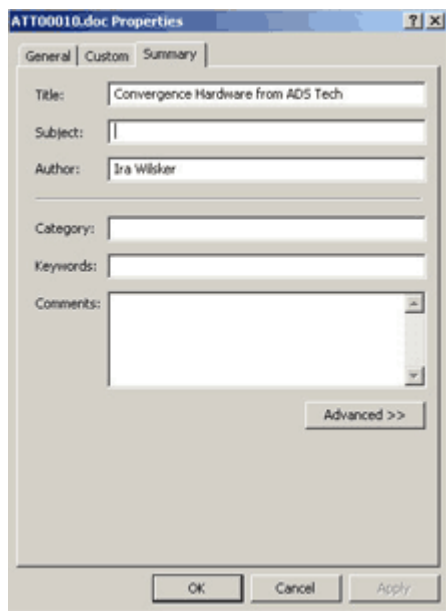 ATT00010.doc Properties
General Custom Summary
Title: Convergence Hardware from ADS Tech
Subject:
Author: Ira Wilsker
Category:
Keywords:
Comments:
Advanced >>
OK Cancel Apply